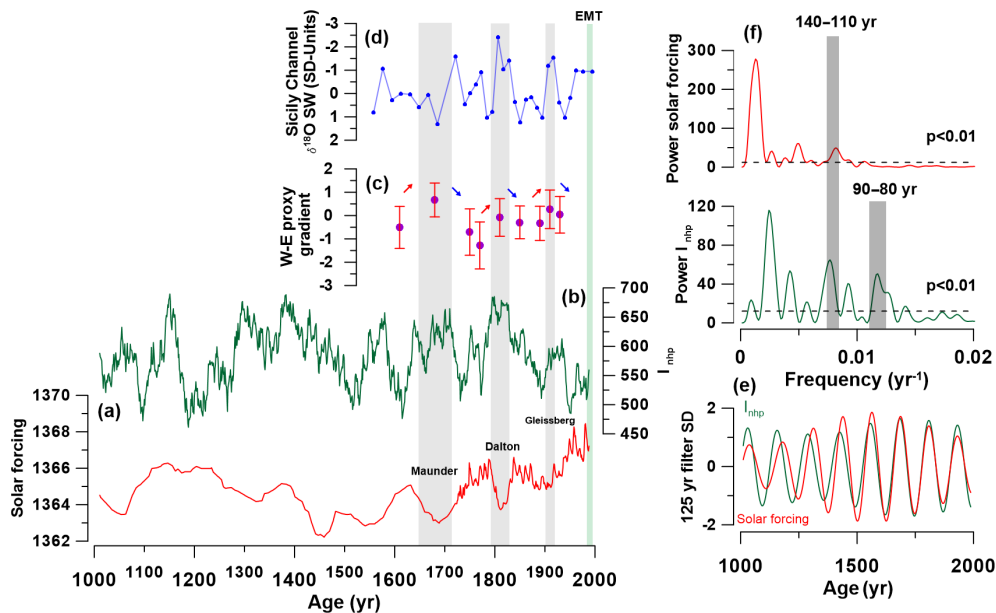 EMT
(d)
-3
-2
-1
0
1
2
Sicily Channel
δ18O SW (SD-Units)
(c)
2
1
0
-1
-2
-3
W-E proxy
gradient
(b)
700
650
600
550
500
450
Inhp
(a)
1370
1368
1366
1364
1362
Solar forcing
Maunder
Dalton
Gleissberg
1000 1100 1200 1300 1400 1500 1600 1700 1800 1900 2000
Age (yr)
140–110 yr
(f)
300
200
100
0
Power solar forcing
p<0.01
90–80 yr
120
80
40
0
Power Inhp
p<0.01
0 0.01 0.02
Frequency (yr-1)
(e)
Inhp
2
0
-2
125 yr filter SD
Solar forcing
1000 1200 1400 1600 1800 2000
Age (yr)